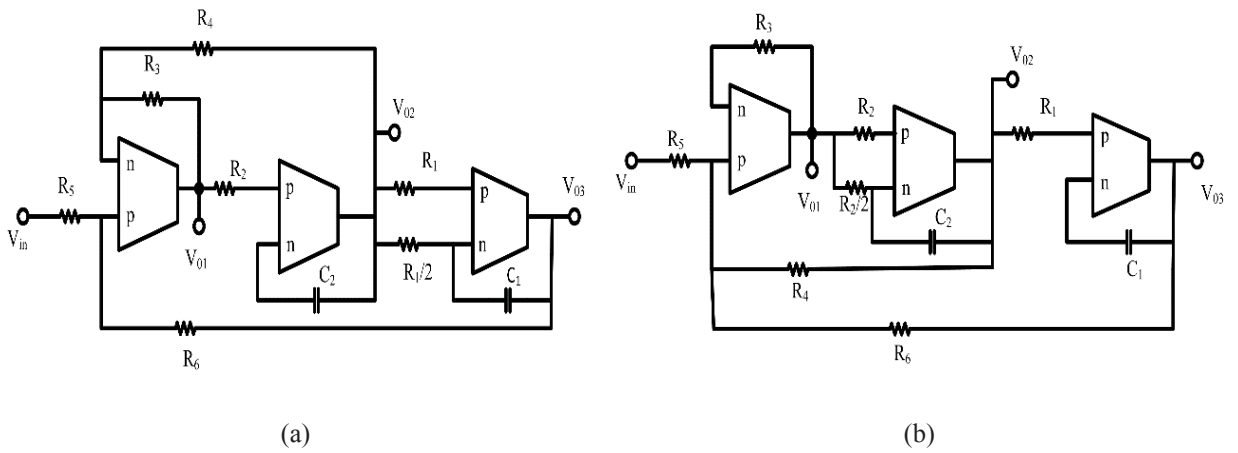 R4
R3
n
p
R5
Vin
V01
R2
p
n
C2
V02
R1
R1/2
p
n
C1
V03
R6
(a)
R3
n
p
R5
Vin
V01
R2
R2/2
p
n
C2
V02
R1
p
n
C1
V03
R4
R6
(b)